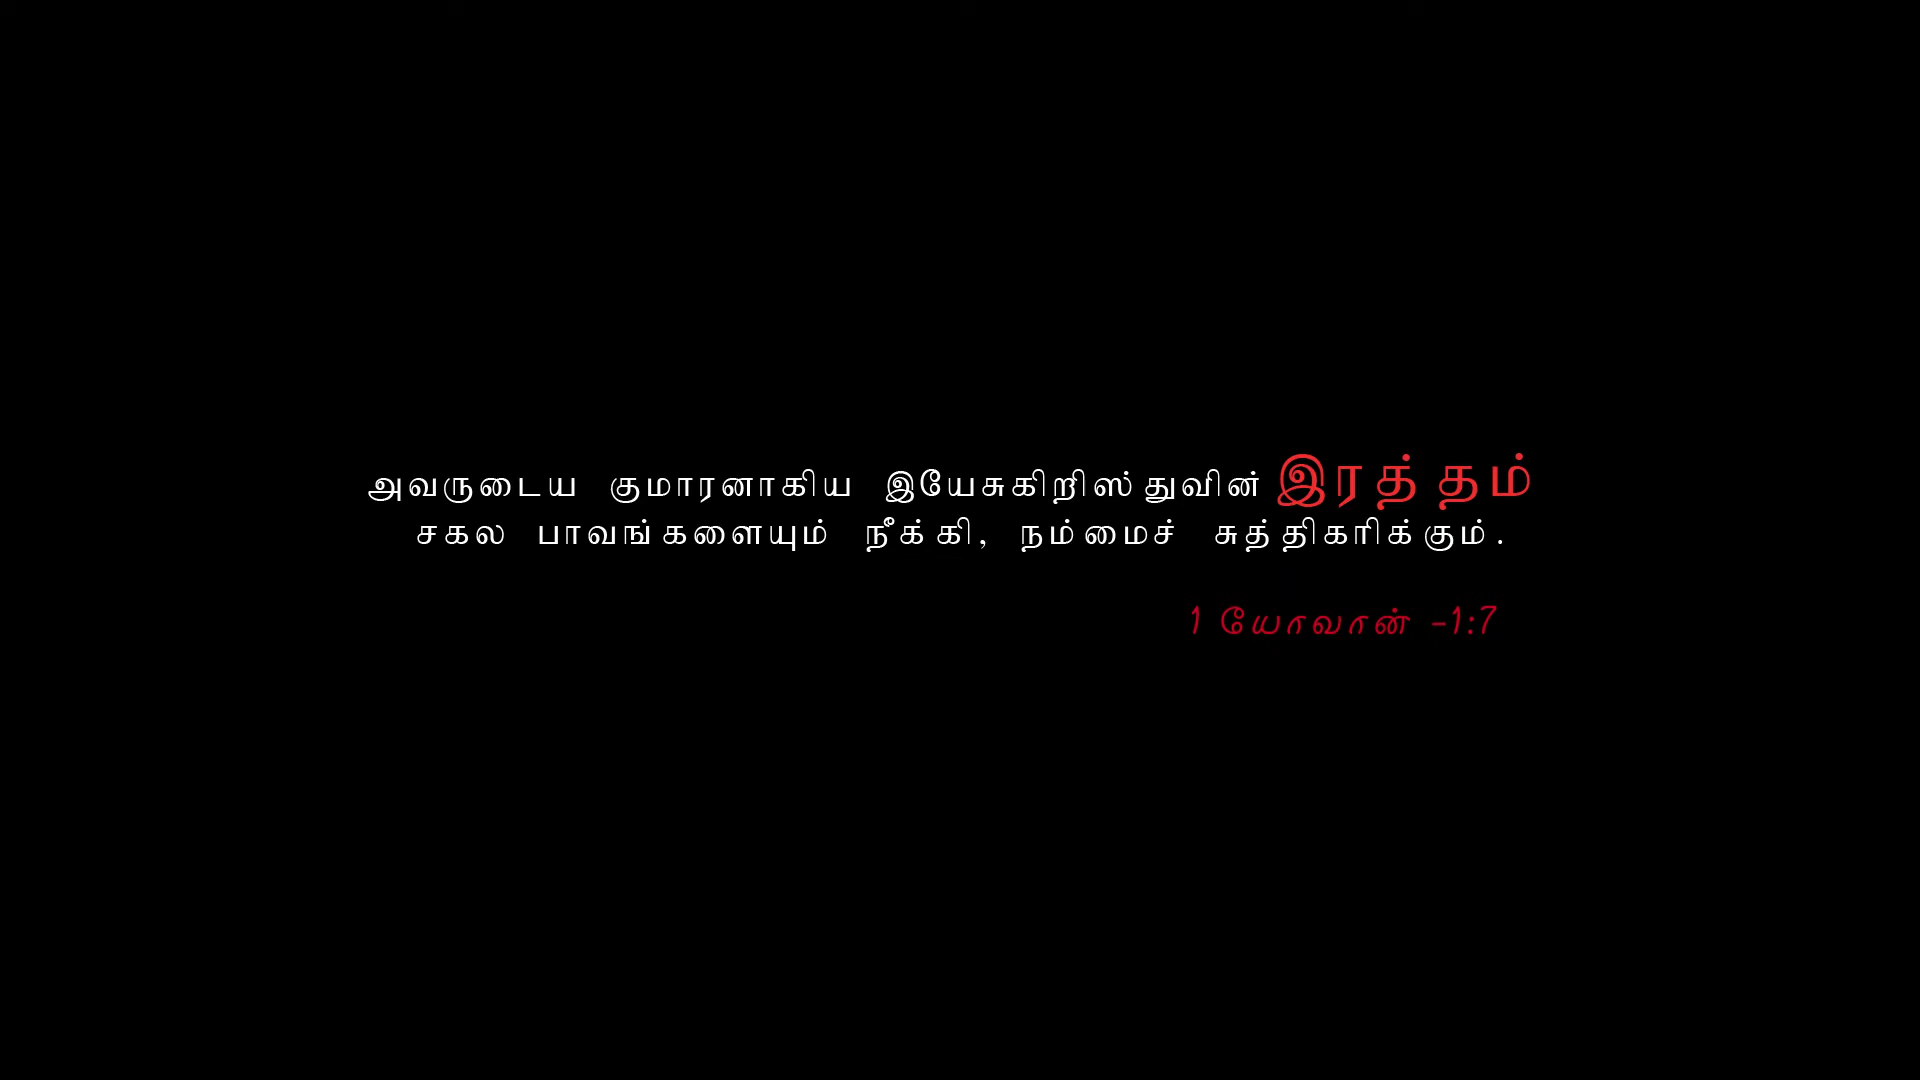 அவருடைய குமாரனாகிய இயேசுகிறிஸ்துவின் இரத்தம்
சகல பாவங்களையும் நீக்கி, நம்மைச் சுத்திகரிக்கும்.
1 யோவான் -1:7